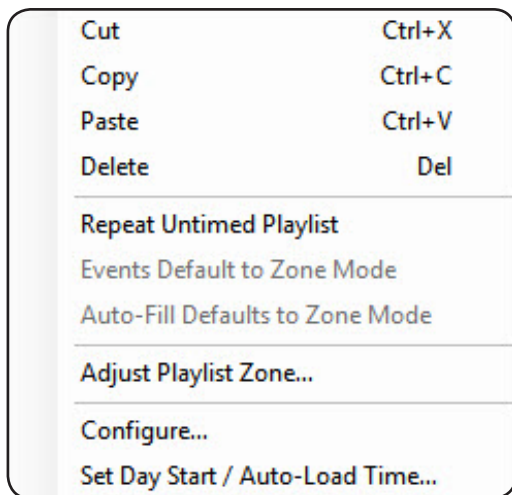 Cut Ctrl+X
Copy Ctrl+C
Paste Ctrl+V
Delete Del
Repeat Untimed Playlist
Events Default to Zone Mode
Auto-Fill Defaults to Zone Mode
Adjust Playlist Zone...
Configure...
Set Day Start / Auto-Load Time...